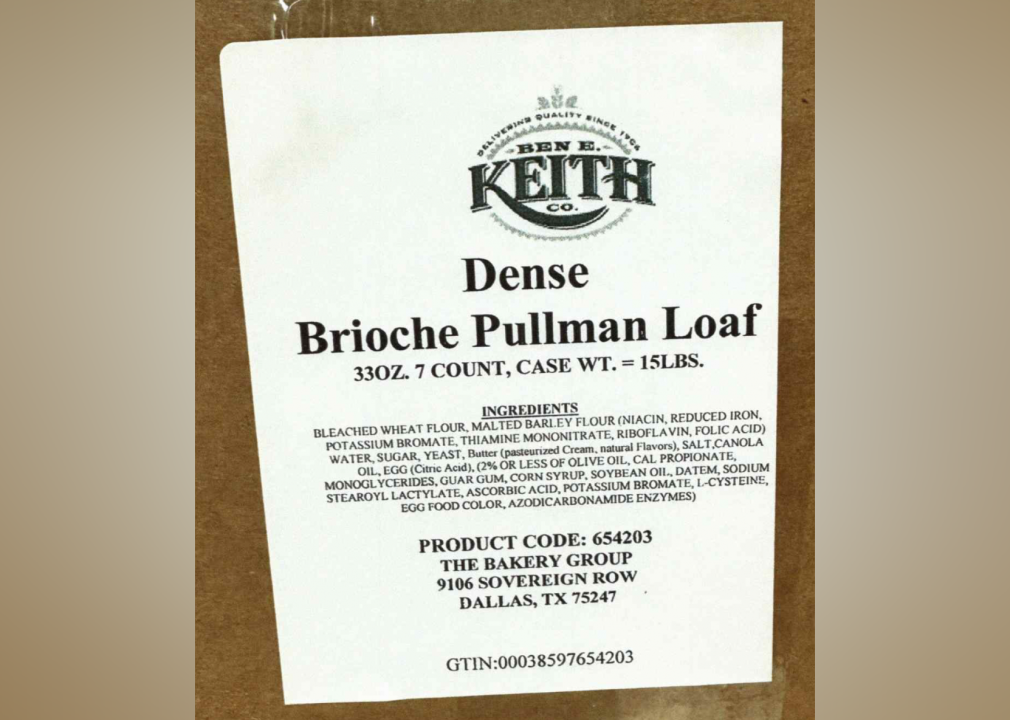 DELIVERING QUALITY SINCE 1906
BEN E.
KEITH
CO.
Dense
Brioche Pullman Loaf
33OZ. 7 COUNT, CASE WT. = 15LBS.
INGREDIENTS
BLEACHED WHEAT FLOUR, MALTED BARLEY FLOUR (NIACIN, REDUCED IRON,
POTASSIUM BROMATE, THIAMINE MONONITRATE, RIBOFLAVIN, FOLIC ACID)
WATER, SUGAR, YEAST, Butter (pasteurized Cream, natural Flavors), SALT,CANOLA
OIL, EGG (Citric Acid), (2% OR LESS OF OLIVE OIL, CAL PROPIONATE,
MONOGLYCERIDES, GUAR GUM, CORN SYRUP, SOYBEAN OIL, DATEM, SODIUM
STEAROYL LACTYLATE, ASCORBIC ACID, POTASSIUM BROMATE, L-CYSTEINE,
EGG FOOD COLOR, AZODICARBONAMIDE ENZYMES)
PRODUCT CODE: 654203
THE BAKERY GROUP
9106 SOVEREIGN ROW
DALLAS, TX 75247
GTIN:00038597654203